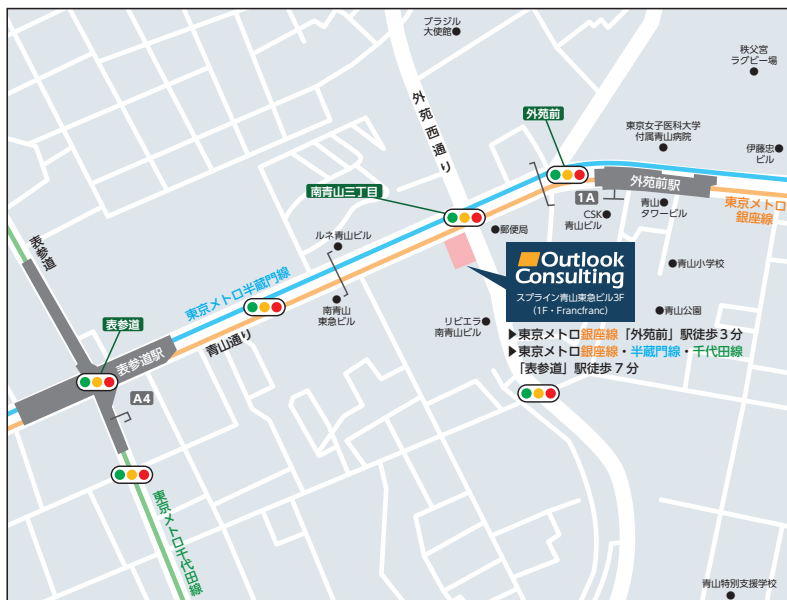 ブラジル
大使館
秩父宮
ラグビー場
外苑西通り
外苑前
東京女子医科大学
付属青山病院
伊藤忠
ビル
外苑前駅
南青山三丁目
1A
CSK
青山ビル
青山
タワービル
東京メトロ
銀座線
郵便局
ルネ青山ビル
表参道
Outlook
Consulting
スプライン青山東急ビル3F
(1F・Francfranc)
青山小学校
東京メトロ半蔵門線
南青山
東急ビル
リビエラ
南青山ビル
青山公園
表参道
青山通り
▶東京メトロ銀座線「外苑前」駅徒歩3分
▶東京メトロ銀座線・半蔵門線・千代田線
「表参道」駅徒歩7分
表参道駅
A4
東京メトロ千代田線
青山特別支援学校